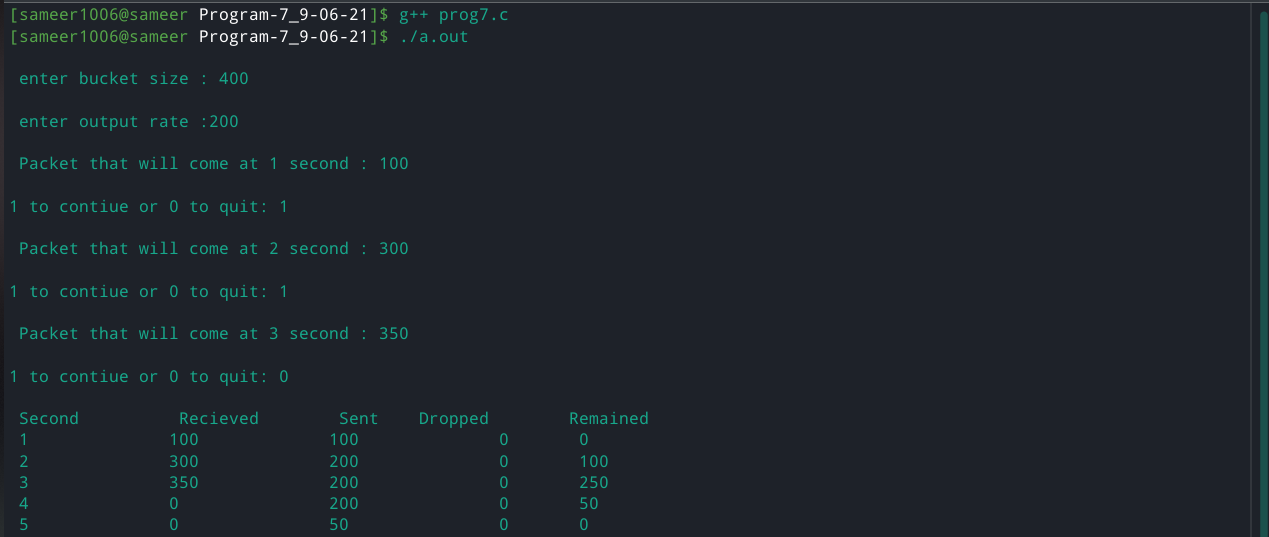 [sameer1006@sameer Program-7_9-06-21]$ g++ prog7.c
[sameer1006@sameer Program-7_9-06-21]$ ./a.out
enter bucket size : 400
enter output rate :200
Packet that will come at 1 second : 100
1 to contiue or 0 to quit: 1
Packet that will come at 2 second : 300
1 to contiue or 0 to quit: 1
Packet that will come at 3 second : 350
1 to contiue or 0 to quit: 0
Second Recieved Sent Dropped Remained
1 100 100 0 0
2 300 200 0 100
3 350 200 0 250
4 0 200 0 50
5 0 50 0 0